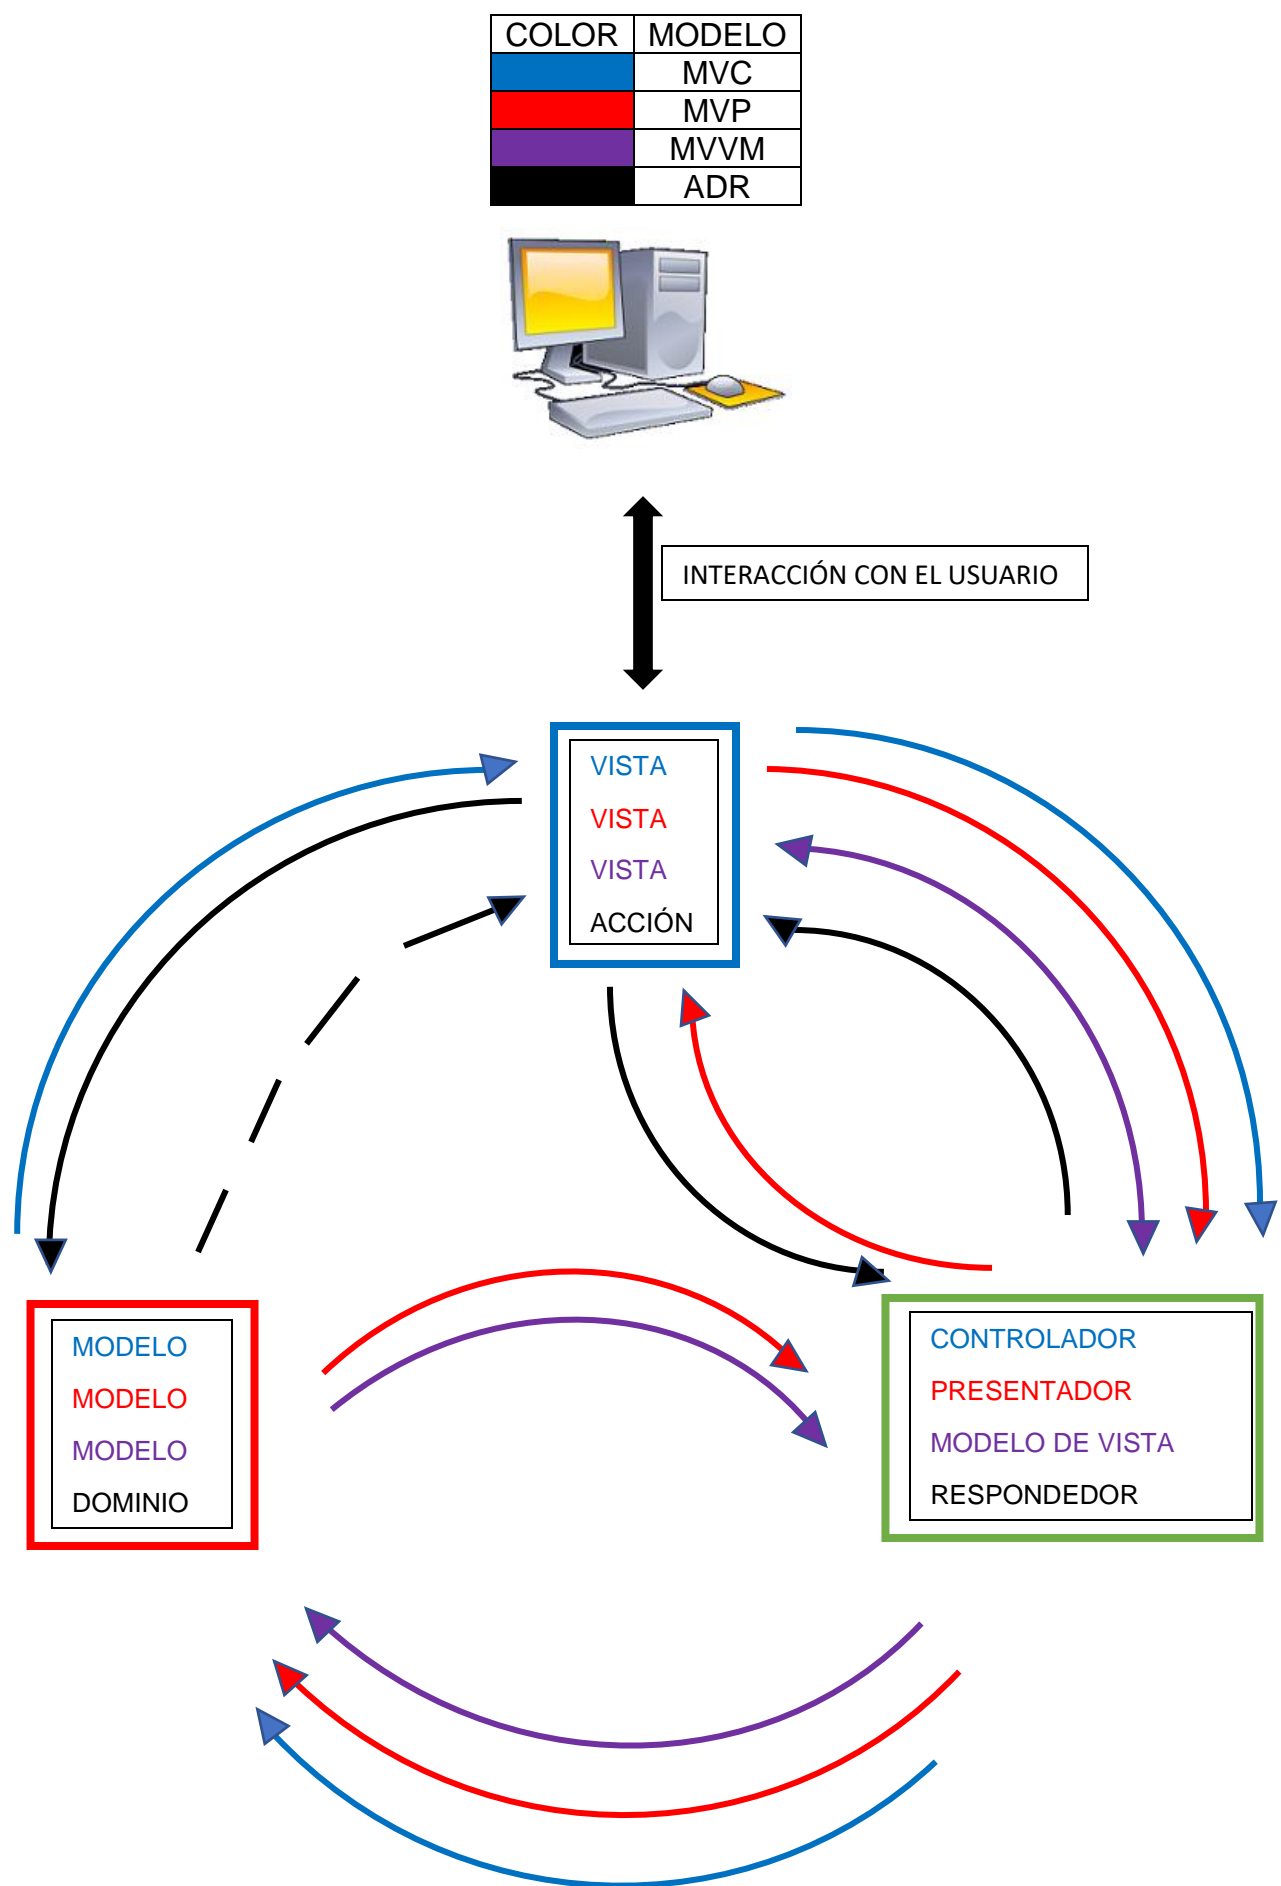 COLOR MODELO
MVC
MVP
MVVM
ADR
INTERACCIÓN CON EL USUARIO
VISTA
VISTA
VISTA
ACCIÓN
MODELO
MODELO
MODELO
DOMINIO
CONTROLADOR
PRESENTADOR
MODELO DE VISTA
RESPONDEDOR